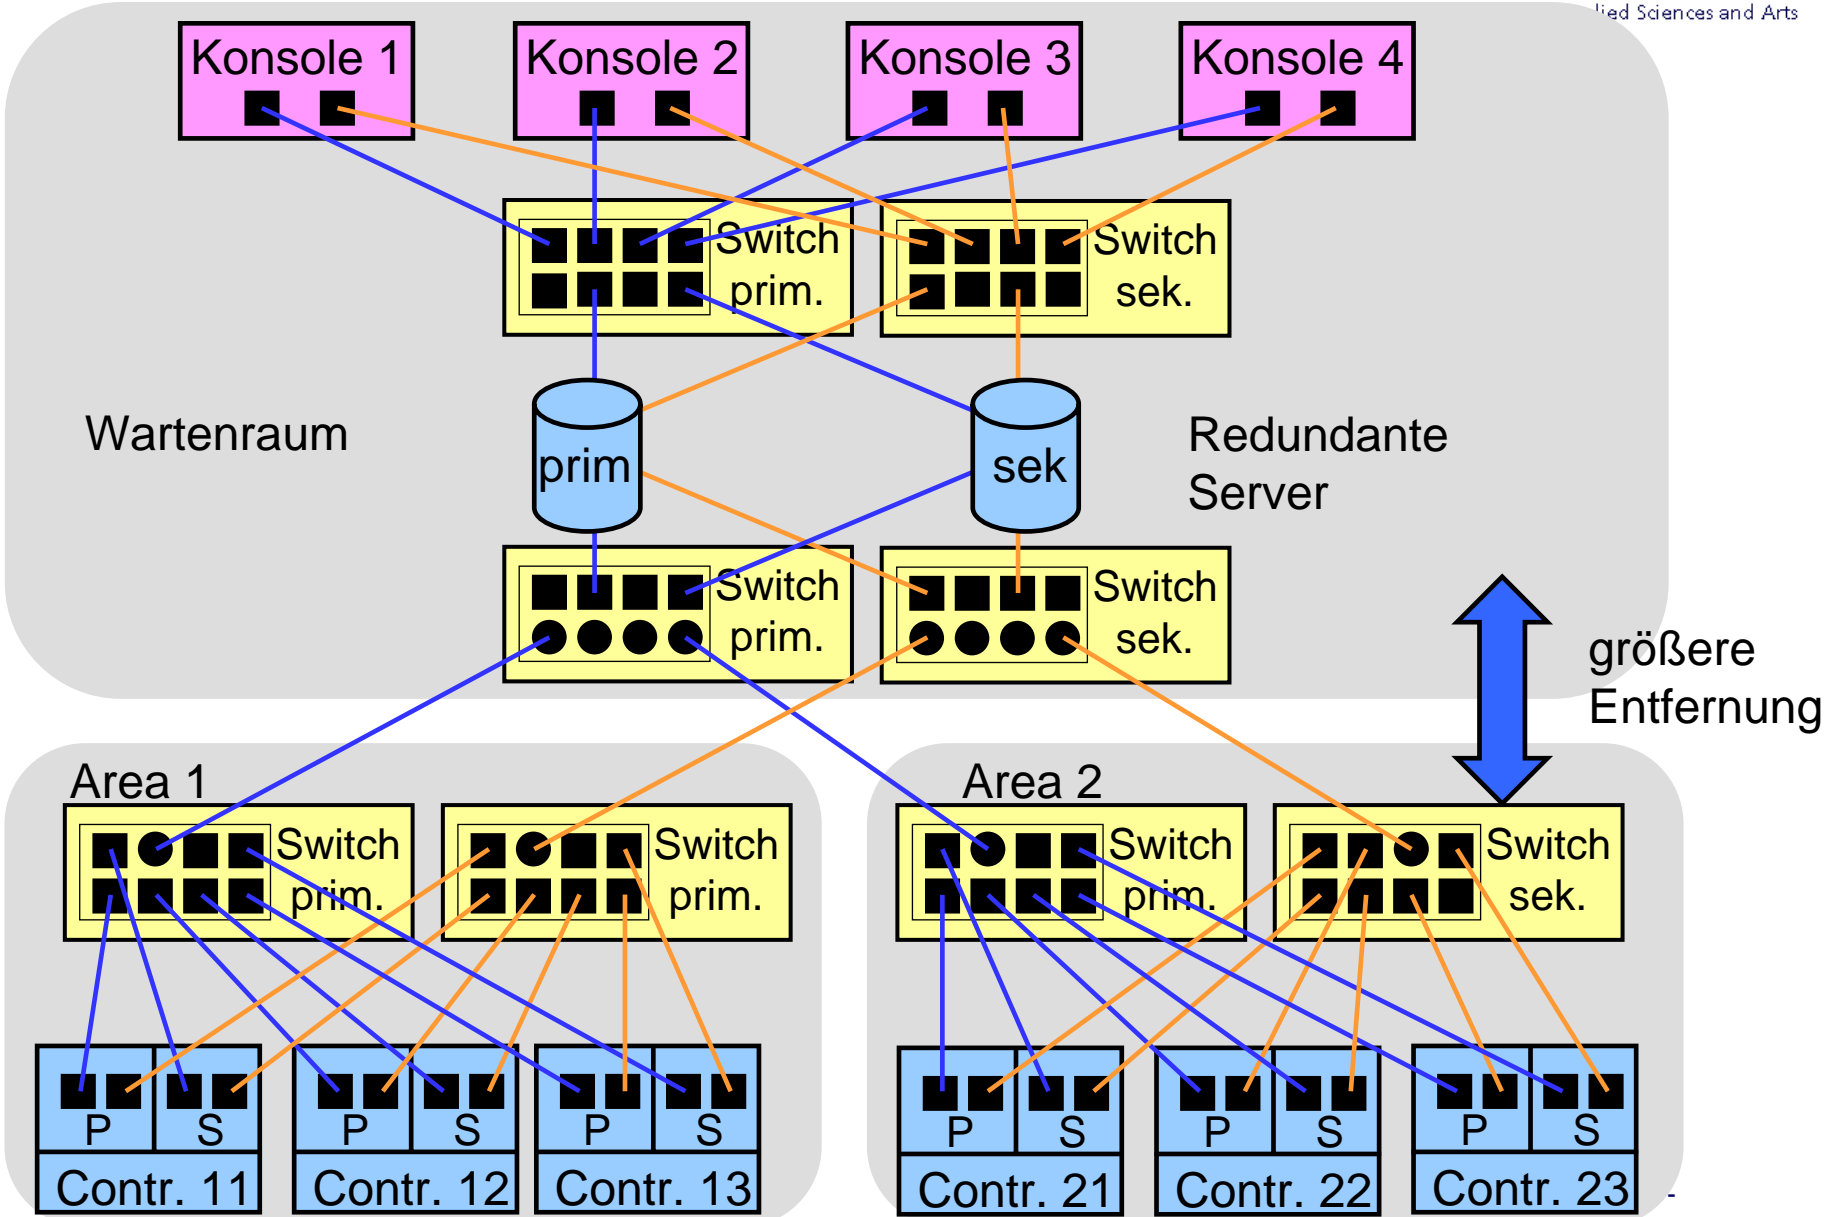 lied Sciences and Arts
Konsole 1
Konsole 2
Konsole 3
Konsole 4
Switch
prim.
Switch
sek.
Wartenraum
prim
sek
Redundante
Server
Switch
prim.
Switch
sek.
größere
Entfernung
Area 1
Switch
prim.
Switch
prim.
Area 2
Switch
prim.
Switch
sek.
P
S
Contr. 11
P
S
Contr. 12
P
S
Contr. 13
P
S
Contr. 21
P
S
Contr. 22
P
S
Contr. 23
-